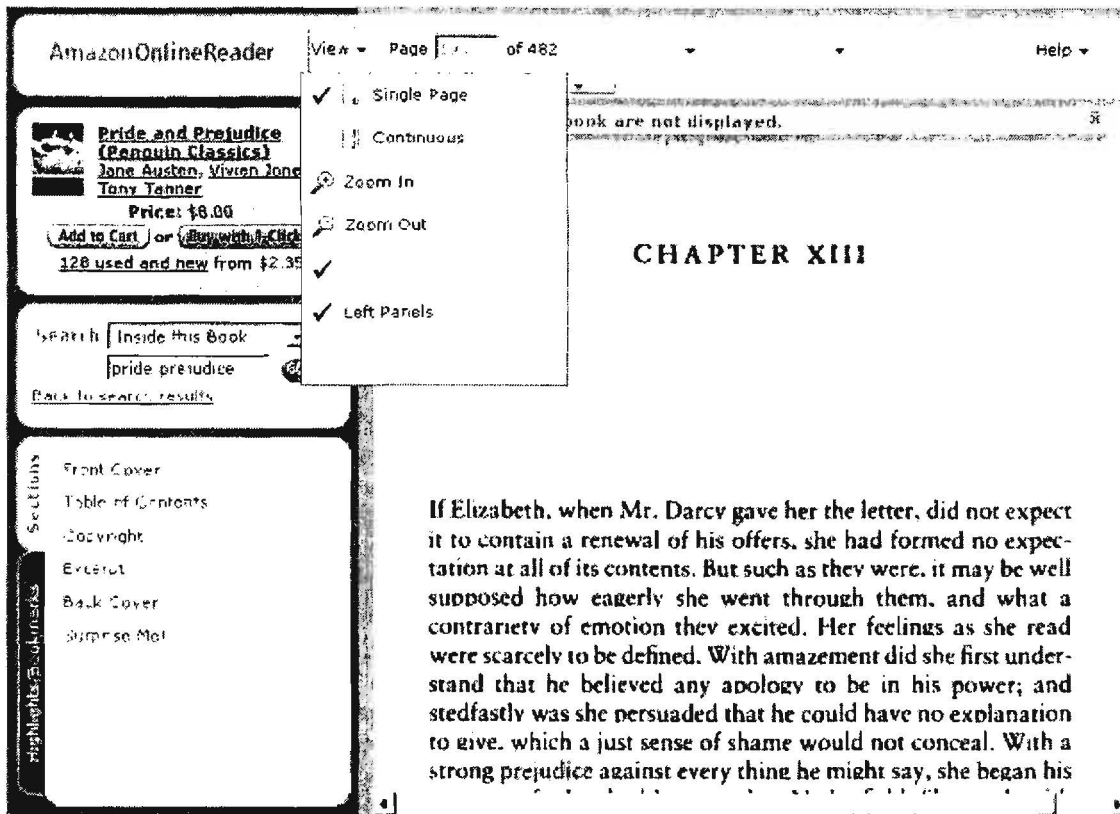 AmazonOnlineReader
View Page of 482 Help
Single Page
Continuous
Zoom In
Zoom Out
Left Panels
book are not displayed.
Pride and Prejudice
(Penguin Classics)
Jane Austen, Vivien Jone
Tony Tanner
Price: $8.00
Add to Cart or Buy with 1-Click
128 used and new from $2.35
Search Inside this Book
pride prejudice
Back to search results
Sections
Highlights/Bookmarks
Front Cover
Table of Contents
Copyright
Excerpt
Back Cover
Surprise Me!
CHAPTER XIII
If Elizabeth, when Mr. Darcy gave her the letter, did not expect
it to contain a renewal of his offers, she had formed no expec-
tation at all of its contents. But such as they were, it may be well
supposed how eagerly she went through them, and what a
contrariety of emotion they excited. Her feelings as she read
were scarcely to be defined. With amazement did she first under-
stand that he believed any apology to be in his power; and
stedfastly was she persuaded that he could have no explanation
to give, which a just sense of shame would not conceal. With a
strong prejudice against every thing he might say, she began his